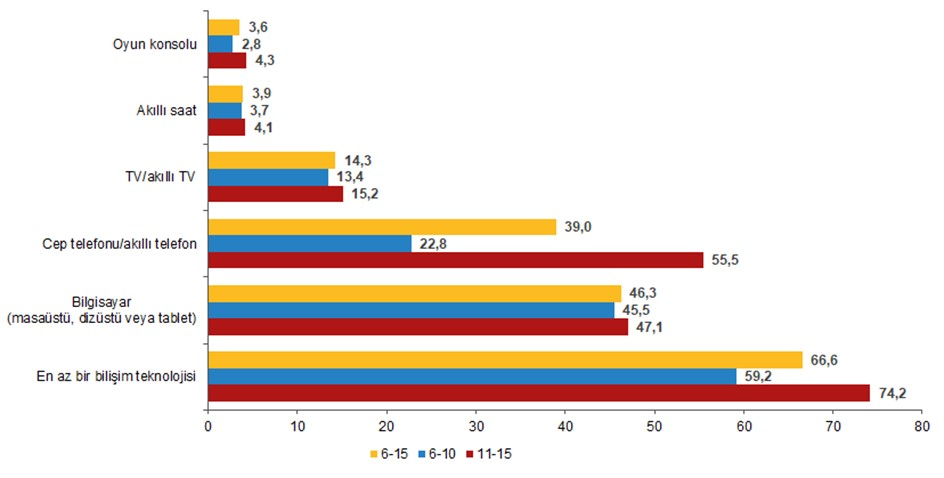 Oyun konsolu
3,6
2,8
4,3
Akıllı saat
3,9
3,7
4,1
TV/akıllı TV
14,3
13,4
15,2
Cep telefonu/akıllı telefon
39,0
22,8
55,5
Bilgisayar
(masaüstü, dizüstü veya tablet)
46,3
45,5
47,1
En az bir bilişim teknolojisi
66,6
59,2
74,2
0 10 20 30 40 50 60 70 80
6-15 6-10 11-15